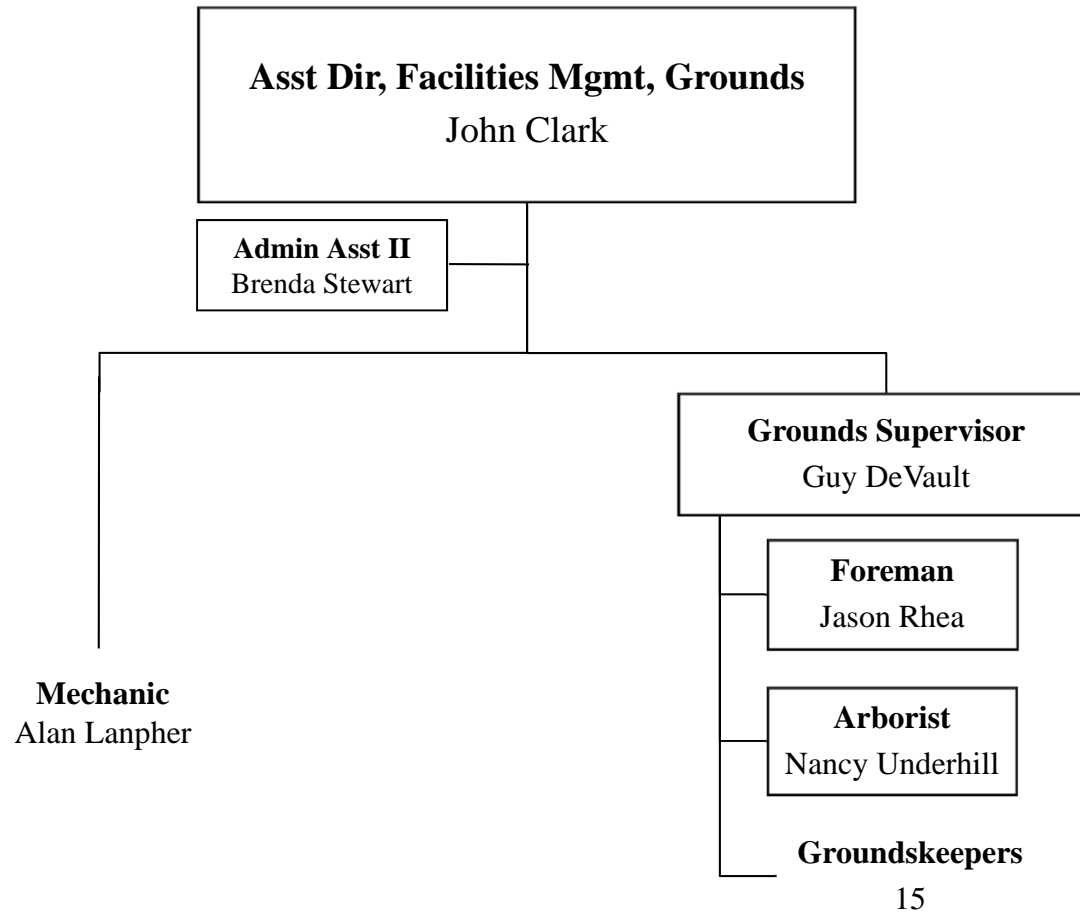 Asst Dir, Facilities Mgmt, Grounds
John Clark
Admin Asst II
Brenda Stewart
Grounds Supervisor
Guy DeVault
Foreman
Jason Rhea
Mechanic
Alan Lanpher
Arborist
Nancy Underhill
Groundskeepers
15